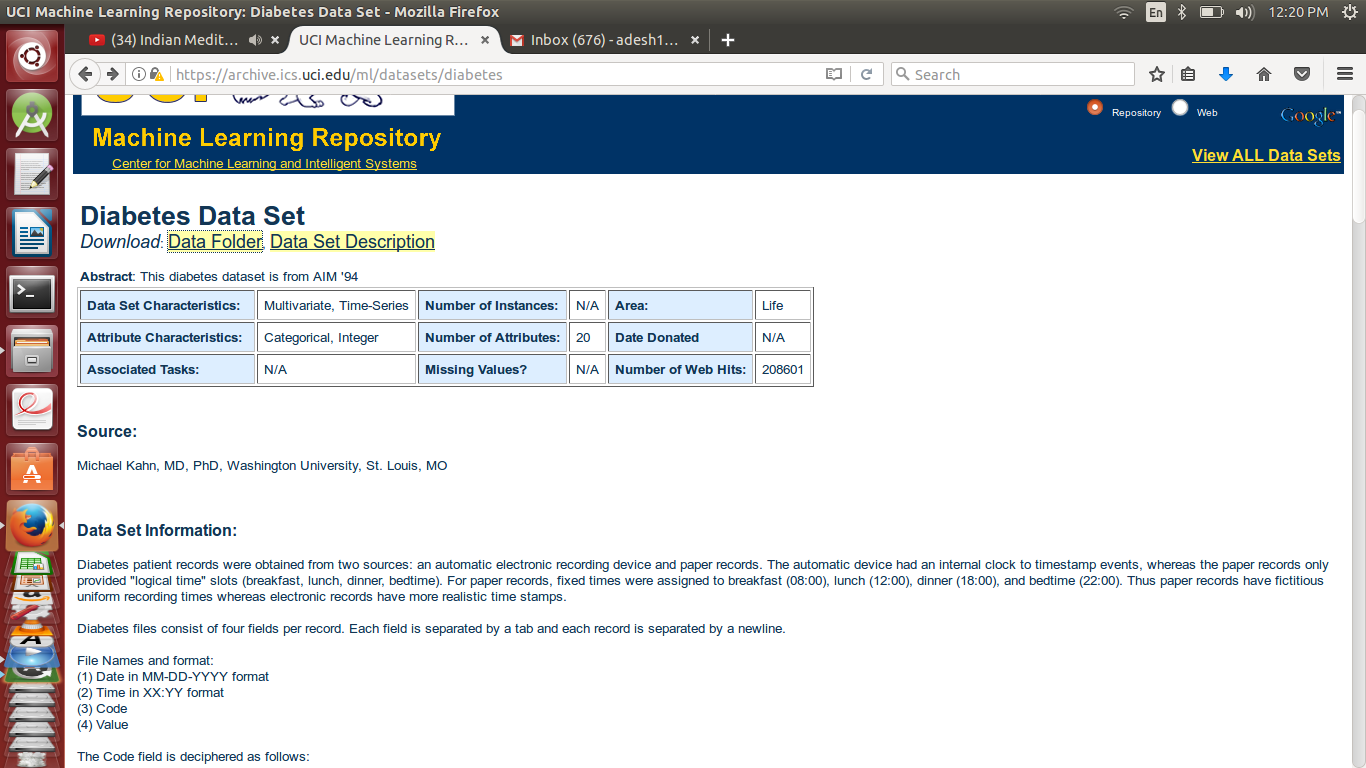 UCI Machine Learning Repository: Diabetes Data Set - Mozilla Firefox
En
12:20 PM
(34) Indian Medit...
UCI Machine Learning R...
Inbox (676) - adesh1...
https://archive.ics.uci.edu/ml/datasets/diabetes
Search
Machine Learning Repository
Center for Machine Learning and Intelligent Systems
Repository
Web
Google™
View ALL Data Sets
Diabetes Data Set
Download: Data Folder, Data Set Description
Abstract: This diabetes dataset is from AIM '94
Data Set Characteristics: Multivariate, Time-Series Number of Instances: N/A Area: Life
Attribute Characteristics: Categorical, Integer Number of Attributes: 20 Date Donated N/A
Associated Tasks: N/A Missing Values? N/A Number of Web Hits: 208601
Source:
Michael Kahn, MD, PhD, Washington University, St. Louis, MO
Data Set Information:
Diabetes patient records were obtained from two sources: an automatic electronic recording device and paper records. The automatic device had an internal clock to timestamp events, whereas the paper records only
provided "logical time" slots (breakfast, lunch, dinner, bedtime). For paper records, fixed times were assigned to breakfast (08:00), lunch (12:00), dinner (18:00), and bedtime (22:00). Thus paper records have fictitious
uniform recording times whereas electronic records have more realistic time stamps.
Diabetes files consist of four fields per record. Each field is separated by a tab and each record is separated by a newline.
File Names and format:
(1) Date in MM-DD-YYYY format
(2) Time in XX:YY format
(3) Code
(4) Value
The Code field is deciphered as follows: